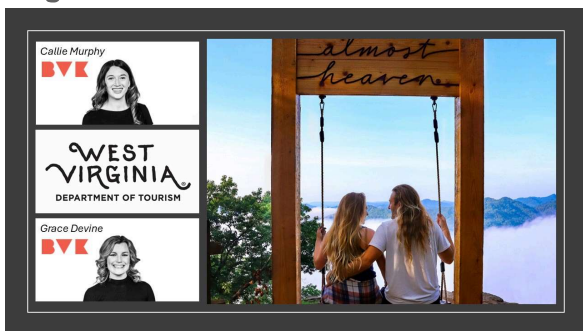 Callie Murphy
BVK
WEST
VIRGINIA®
DEPARTMENT OF TOURISM
Grace Devine
BVK
almost
heaven